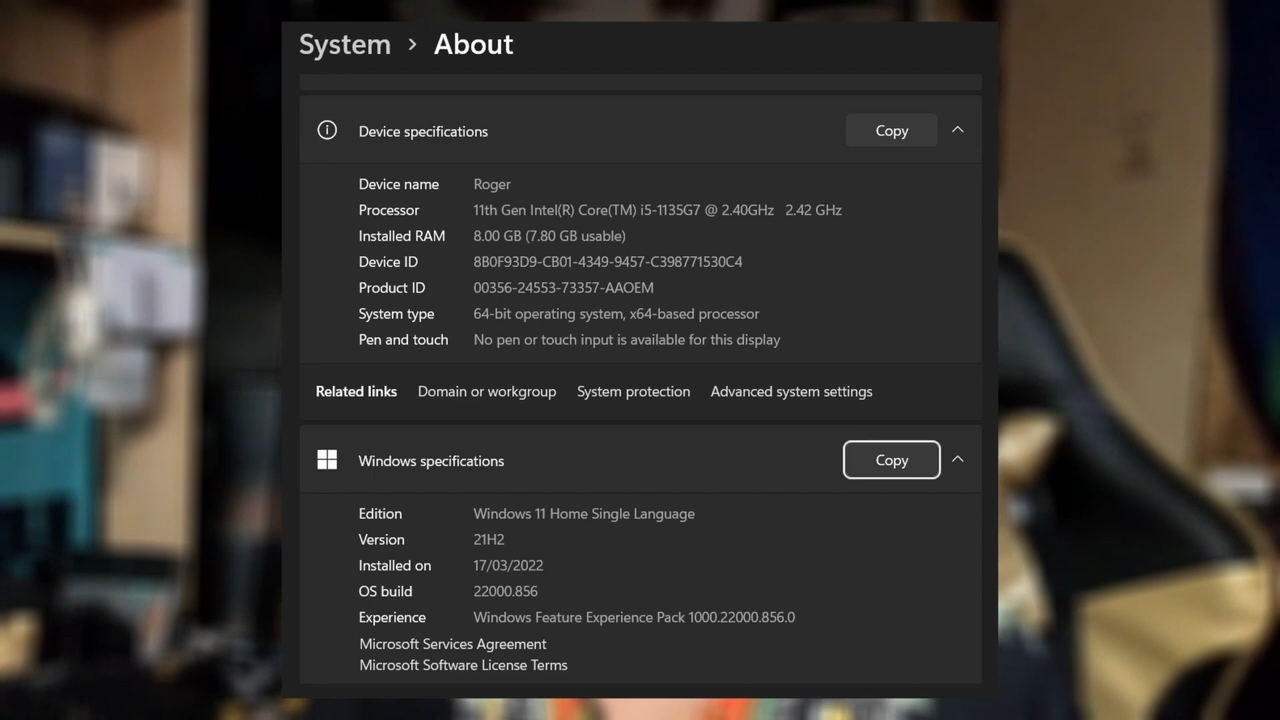 System > About
Device specifications Copy
Device name Roger
Processor 11th Gen Intel(R) Core(TM) i5-1135G7 @ 2.40GHz 2.42 GHz
Installed RAM 8.00 GB (7.80 GB usable)
Device ID 8B0F93D9-CB01-4349-9457-C398771530C4
Product ID 00356-24553-73357-AAOEM
System type 64-bit operating system, x64-based processor
Pen and touch No pen or touch input is available for this display
Related links Domain or workgroup System protection Advanced system settings
Windows specifications Copy
Edition Windows 11 Home Single Language
Version 21H2
Installed on 17/03/2022
OS build 22000.856
Experience Windows Feature Experience Pack 1000.22000.856.0
Microsoft Services Agreement
Microsoft Software License Terms